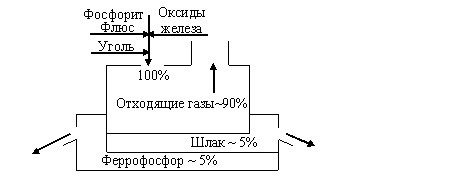 Фосфорит Оксиды
Флюс железа
Уголь
100%
Отходящие газы~90%
Шлак ~ 5%
Феррофосфор ~ 5%